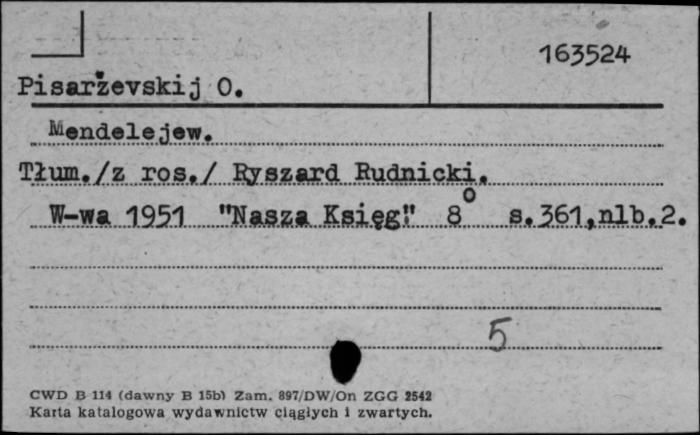 163524
Pisarževskij O.
Mendelejew.
Tłum./z ros./ Ryszard Rudnicki.
W-wa 1951 "Nasza Księg." 8° s.361,nlb.2.
5
CWD B 114 (dawny B 15b) Zam. 897/DW/On ZGG 2542
Karta katalogowa wydawnictw ciągłych i zwartych.